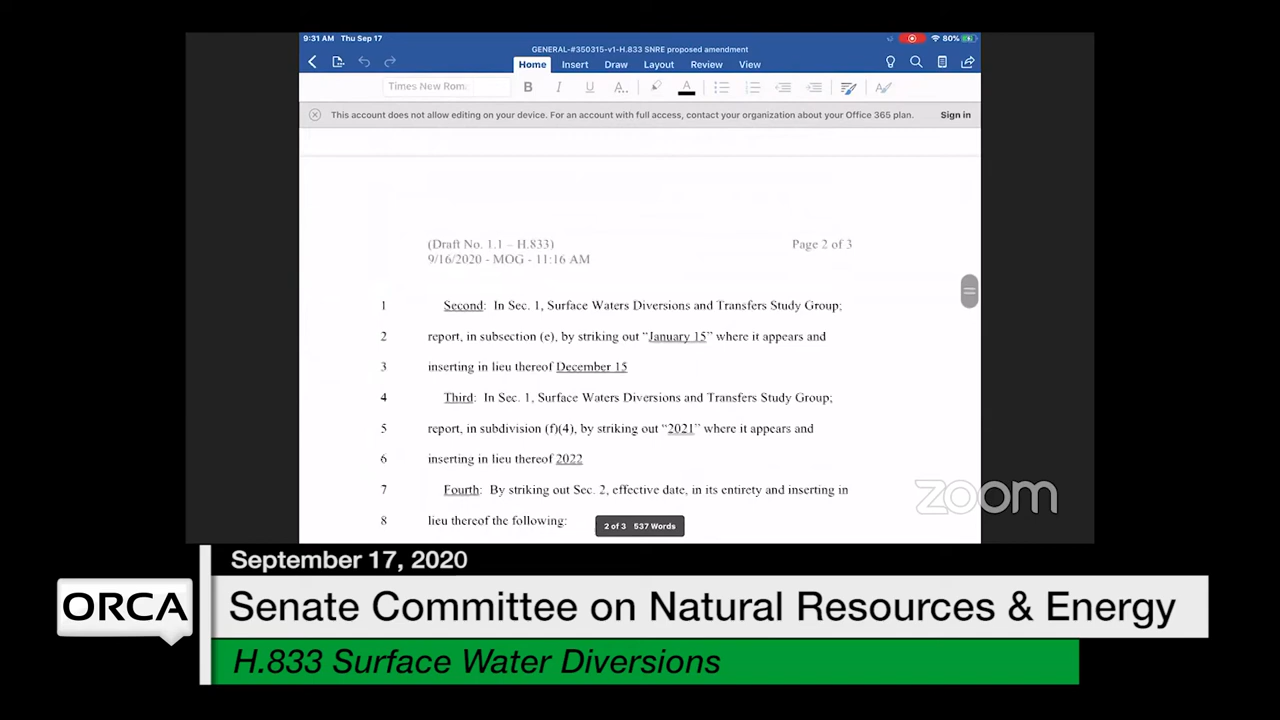 9:31 AM Thu Sep 17
80%
GENERAL-#350315-v1-H.833 SNRE proposed amendment
Home Insert Draw Layout Review View
Times New Rom:
B I U A.. A
This account does not allow editing on your device. For an account with full access, contact your organization about your Office 365 plan. Sign in
(Draft No. 1.1 – H.833) Page 2 of 3
9/16/2020 - MOG - 11:16 AM
1 Second: In Sec. 1, Surface Waters Diversions and Transfers Study Group;
2 report, in subsection (e), by striking out “January 15” where it appears and
3 inserting in lieu thereof December 15
4 Third: In Sec. 1, Surface Waters Diversions and Transfers Study Group;
5 report, in subdivision (f)(4), by striking out “2021” where it appears and
6 inserting in lieu thereof 2022
7 Fourth: By striking out Sec. 2, effective date, in its entirety and inserting in
8 lieu thereof the following:
2 of 3 537 Words
zoom
September 17, 2020
ORCA
Senate Committee on Natural Resources & Energy
H.833 Surface Water Diversions